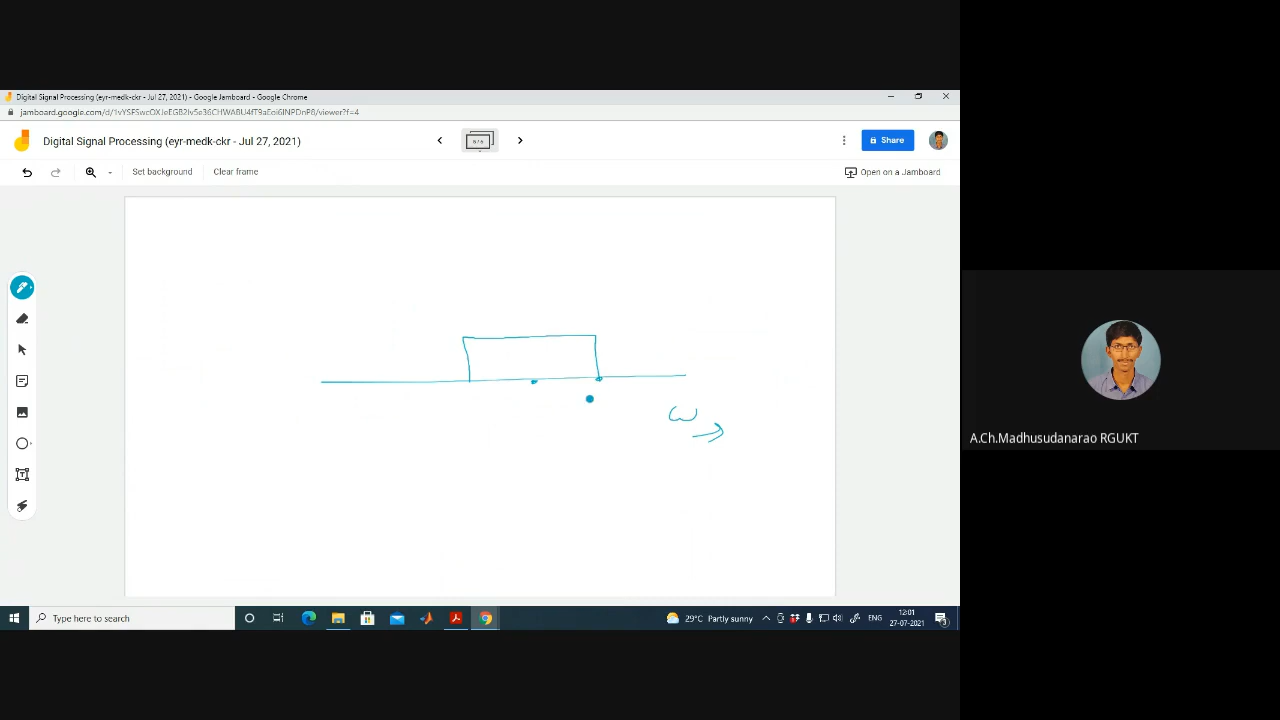 Digital Signal Processing (eyr-medk-ckr - Jul 27, 2021) - Google Jamboard - Google Chrome
Digital Signal Processing (eyr-medk-ckr - Jul 27, 2021)
Share
Set background
Clear frame
Open on a Jamboard
ω
A.Ch.Madhusudanarao RGUKT
Type here to search
29°C Partly sunny
ENG
12:01
27-07-2021
3